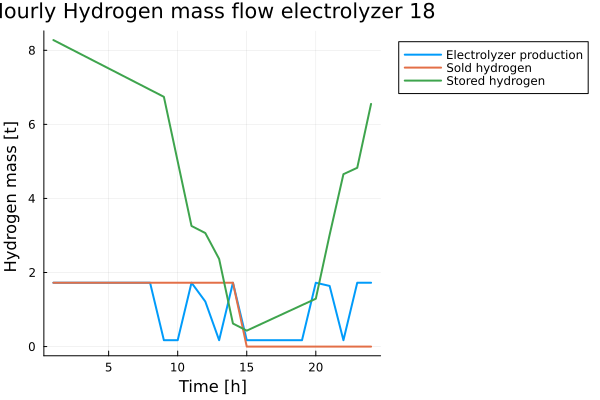 ourly Hydrogen mass flow electrolyzer 18
Electrolyzer production
Sold hydrogen
Stored hydrogen
Hydrogen mass [t]
8
6
4
2
0
5 10 15 20
Time [h]